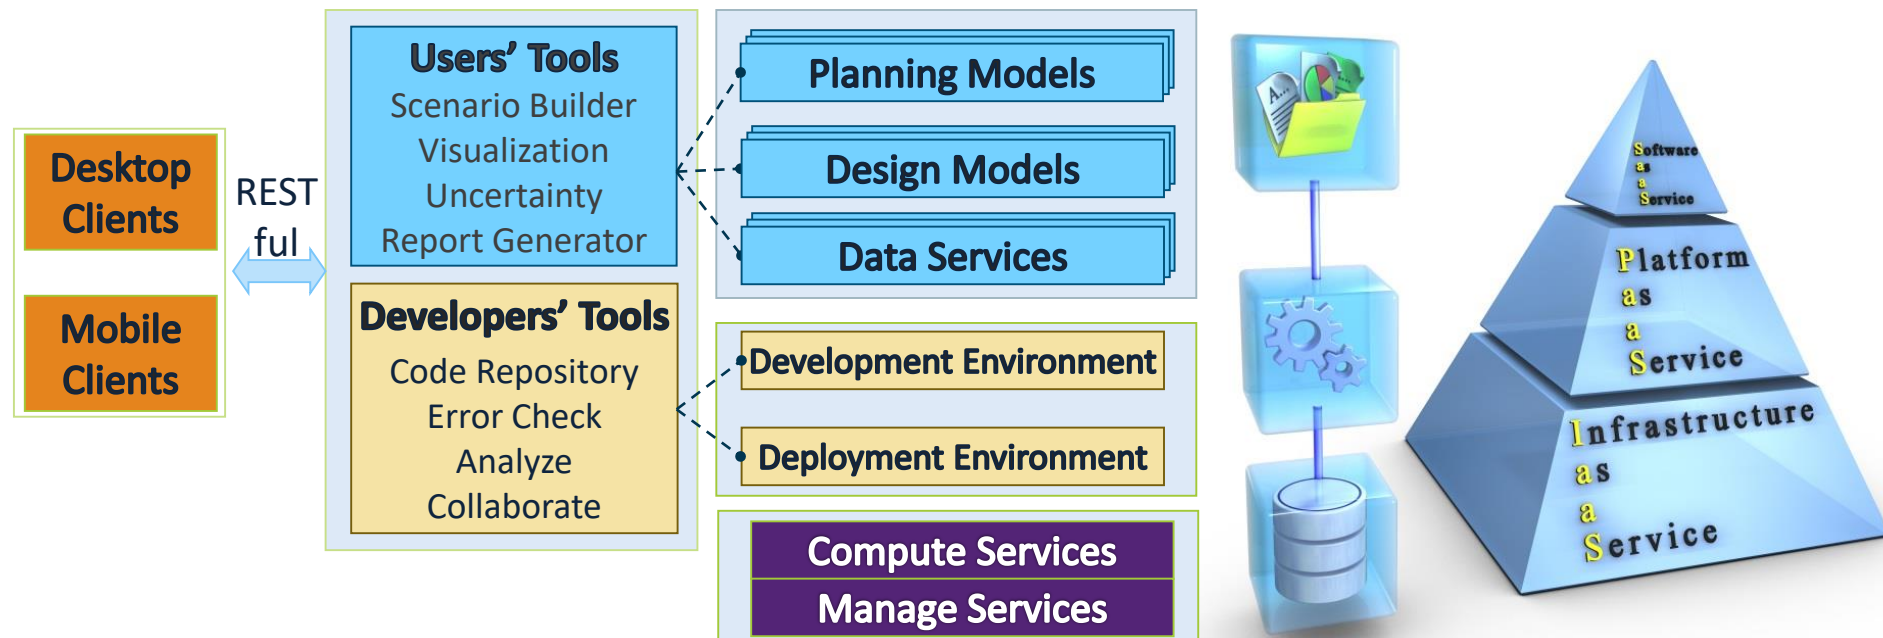 Desktop
Clients
Mobile
Clients
REST
ful
Users’ Tools
Scenario Builder
Visualization
Uncertainty
Report Generator
Developers’ Tools
Code Repository
Error Check
Analyze
Collaborate
Planning Models
Design Models
Data Services
Development Environment
Deployment Environment
Compute Services
Manage Services
A...
Software
as
a
Service
Platform
as
a
Service
Infrastructure
as
a
Service